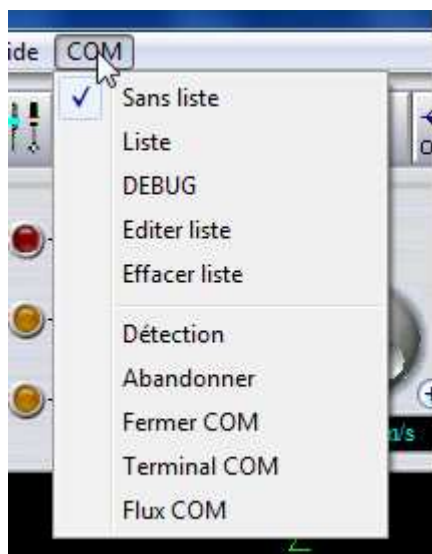 ide COM
Sans liste
Liste
DEBUG
Editer liste
Effacer liste
Détection
Abandonner
Fermer COM
Terminal COM
Flux COM